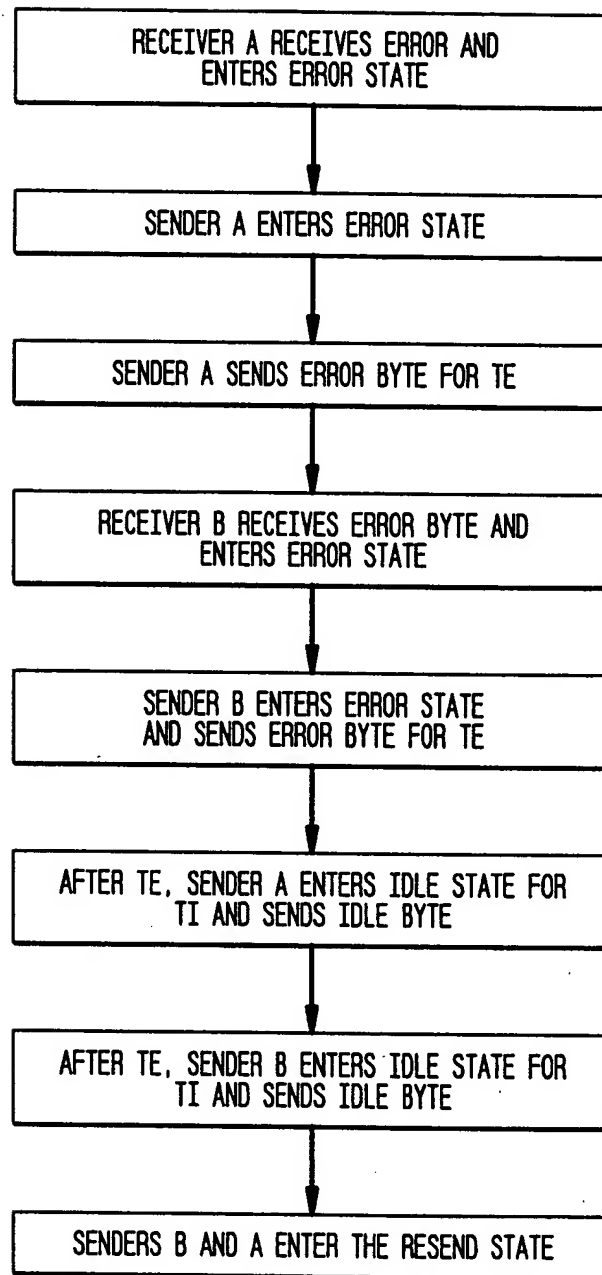 RECEIVER A RECEIVES ERROR AND
ENTERS ERROR STATE
SENDER A ENTERS ERROR STATE
SENDER A SENDS ERROR BYTE FOR TE
RECEIVER B RECEIVES ERROR BYTE AND
ENTERS ERROR STATE
SENDER B ENTERS ERROR STATE
AND SENDS ERROR BYTE FOR TE
AFTER TE, SENDER A ENTERS IDLE STATE FOR
TI AND SENDS IDLE BYTE
AFTER TE, SENDER B ENTERS IDLE STATE FOR
TI AND SENDS IDLE BYTE
SENDERS B AND A ENTER THE RESEND STATE